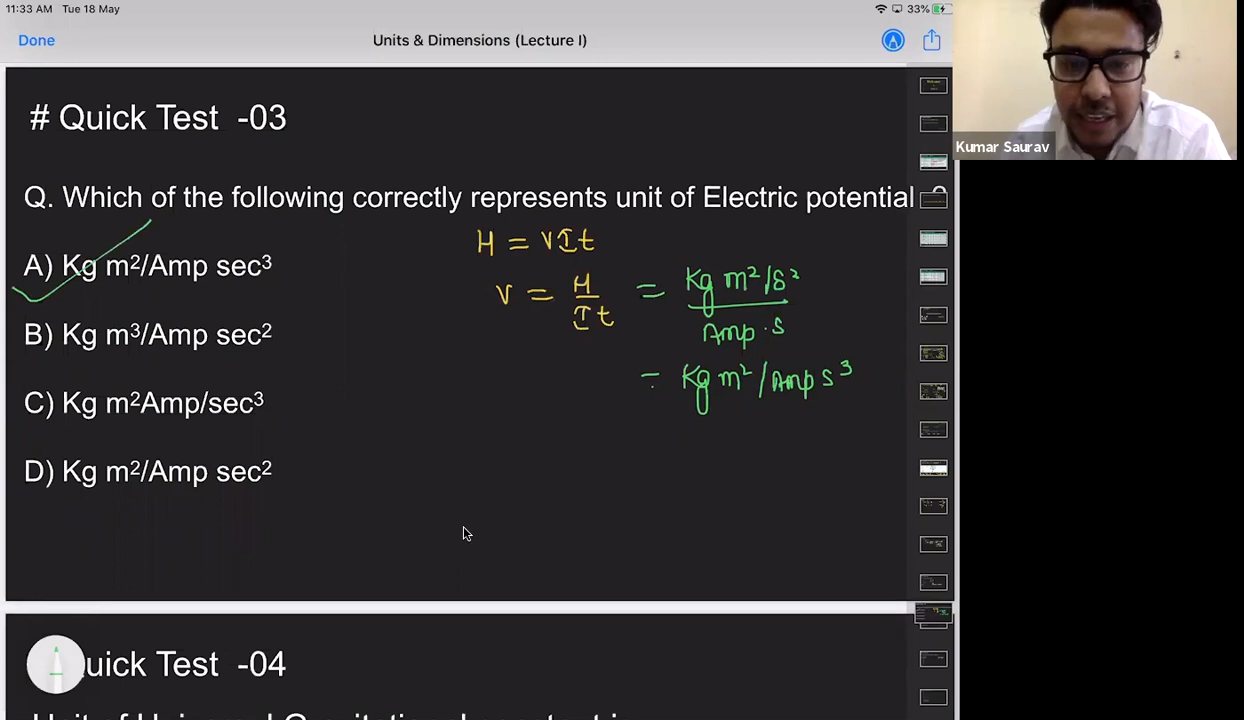 11:33 AM Tue 18 May
33%
Done
Units & Dimensions (Lecture I)
Kumar Saurav
# Quick Test -03
Q. Which of the following correctly represents unit of Electric potential
H = VIt
A) Kg m²/Amp sec³
V = H/It = Kg m²/s² / Amp·s
B) Kg m³/Amp sec²
= Kg m²/Amp s³
C) Kg m²Amp/sec³
D) Kg m²/Amp sec²
Quick Test -04